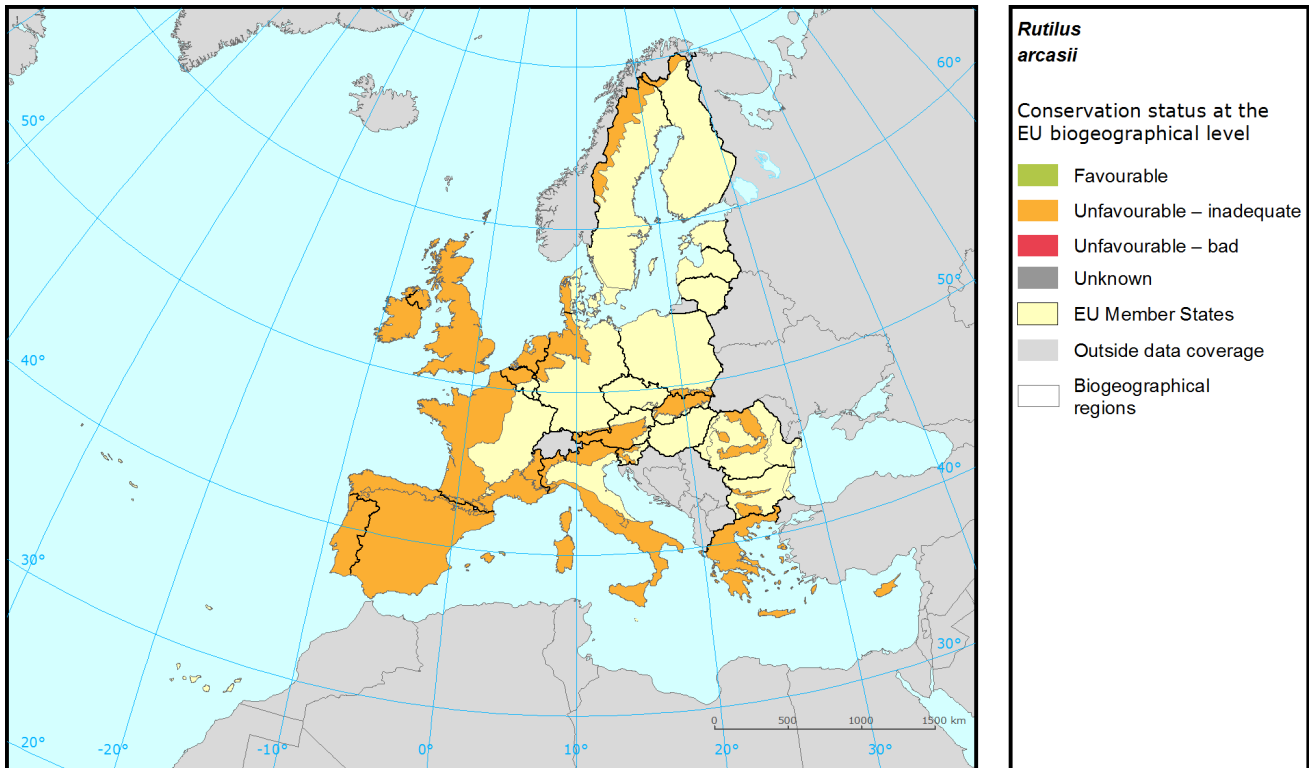 Rutilus
arcasii
Conservation status at the
EU biogeographical level
Favourable
Unfavourable – inadequate
Unfavourable – bad
Unknown
EU Member States
Outside data coverage
Biogeographical
regions
60°
50°
50°
40°
40°
30°
30°
20°
-20°
-10°
0°
10°
20°
30°
0 500 1000 1500 km